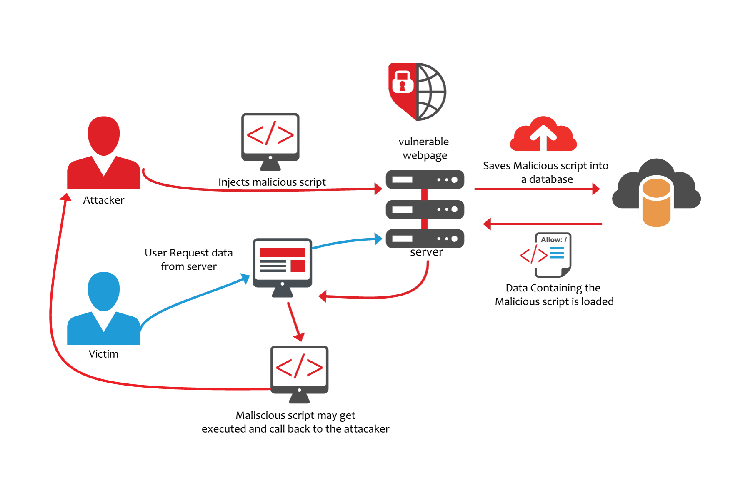 vulnerable
webpage
Saves Malicious script into
a database
Injects malicious script
Attacker
Allow: /
User Request data
from server
server
Data Containing the
Malicious script is loaded
Victim
Maliscious script may get
executed and call back to the attacaker